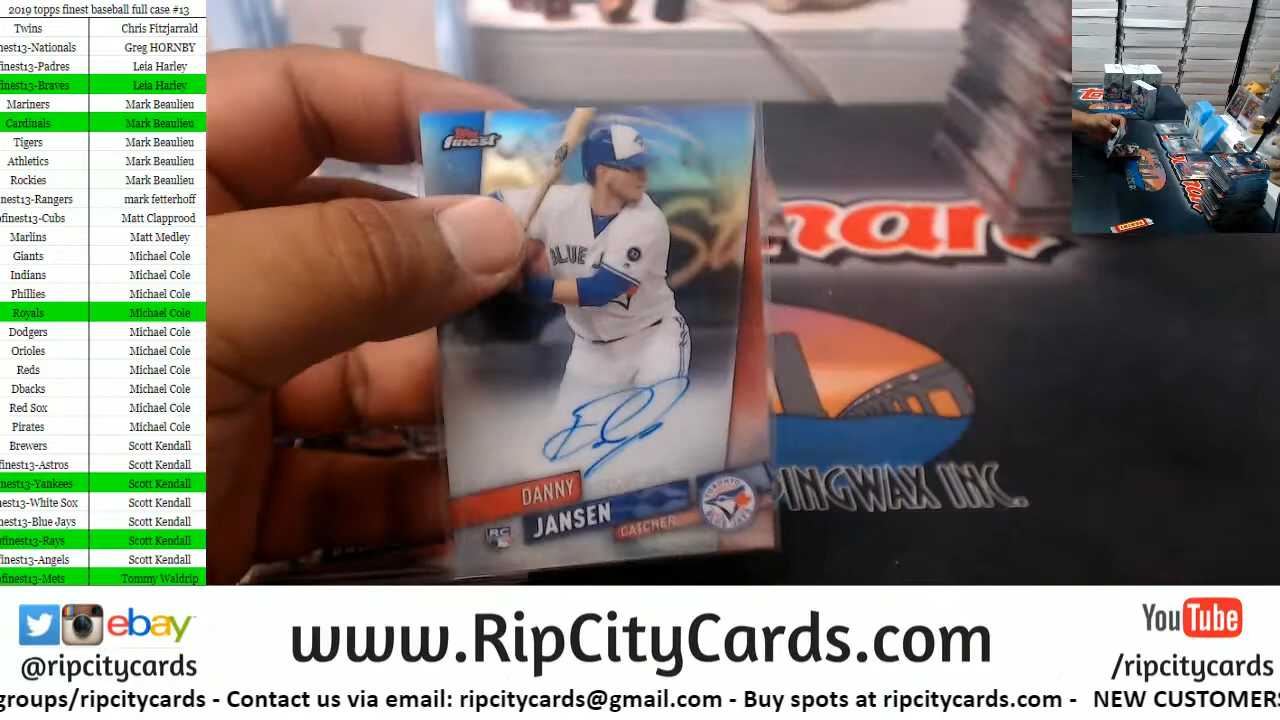 2019 topps finest baseball full case #13
Twins Chris Fitzjarrald
nest13-Nationals Greg HORNBY
finest13-Padres Leia Harley
finest13-Braves Leia Harley
Mariners Mark Beaulieu
Cardinals Mark Beaulieu
Tigers Mark Beaulieu
Athletics Mark Beaulieu
Rockies Mark Beaulieu
nest13-Rangers mark fetterhoff
finest13-Cubs Matt Clapprood
Marlins Matt Medley
Giants Michael Cole
Indians Michael Cole
Phillies Michael Cole
Royals Michael Cole
Dodgers Michael Cole
Orioles Michael Cole
Reds Michael Cole
Dbacks Michael Cole
Red Sox Michael Cole
Pirates Michael Cole
Brewers Scott Kendall
finest13-Astros Scott Kendall
finest13-Yankees Scott Kendall
nest13-White Sox Scott Kendall
nest13-Blue Jays Scott Kendall
finest13-Rays Scott Kendall
finest13-Angels Scott Kendall
finest13-Mets Tommy Waldrip
Topps finest
BLUE
DANNY
JANSEN
CATCHER
RC
PINGWAX INC.
ebay
@ripcitycards
www.RipCityCards.com
YouTube
/ripcitycards
groups/ripcitycards - Contact us via email: ripcitycards@gmail.com - Buy spots at ripcitycards.com - NEW CUSTOMERS